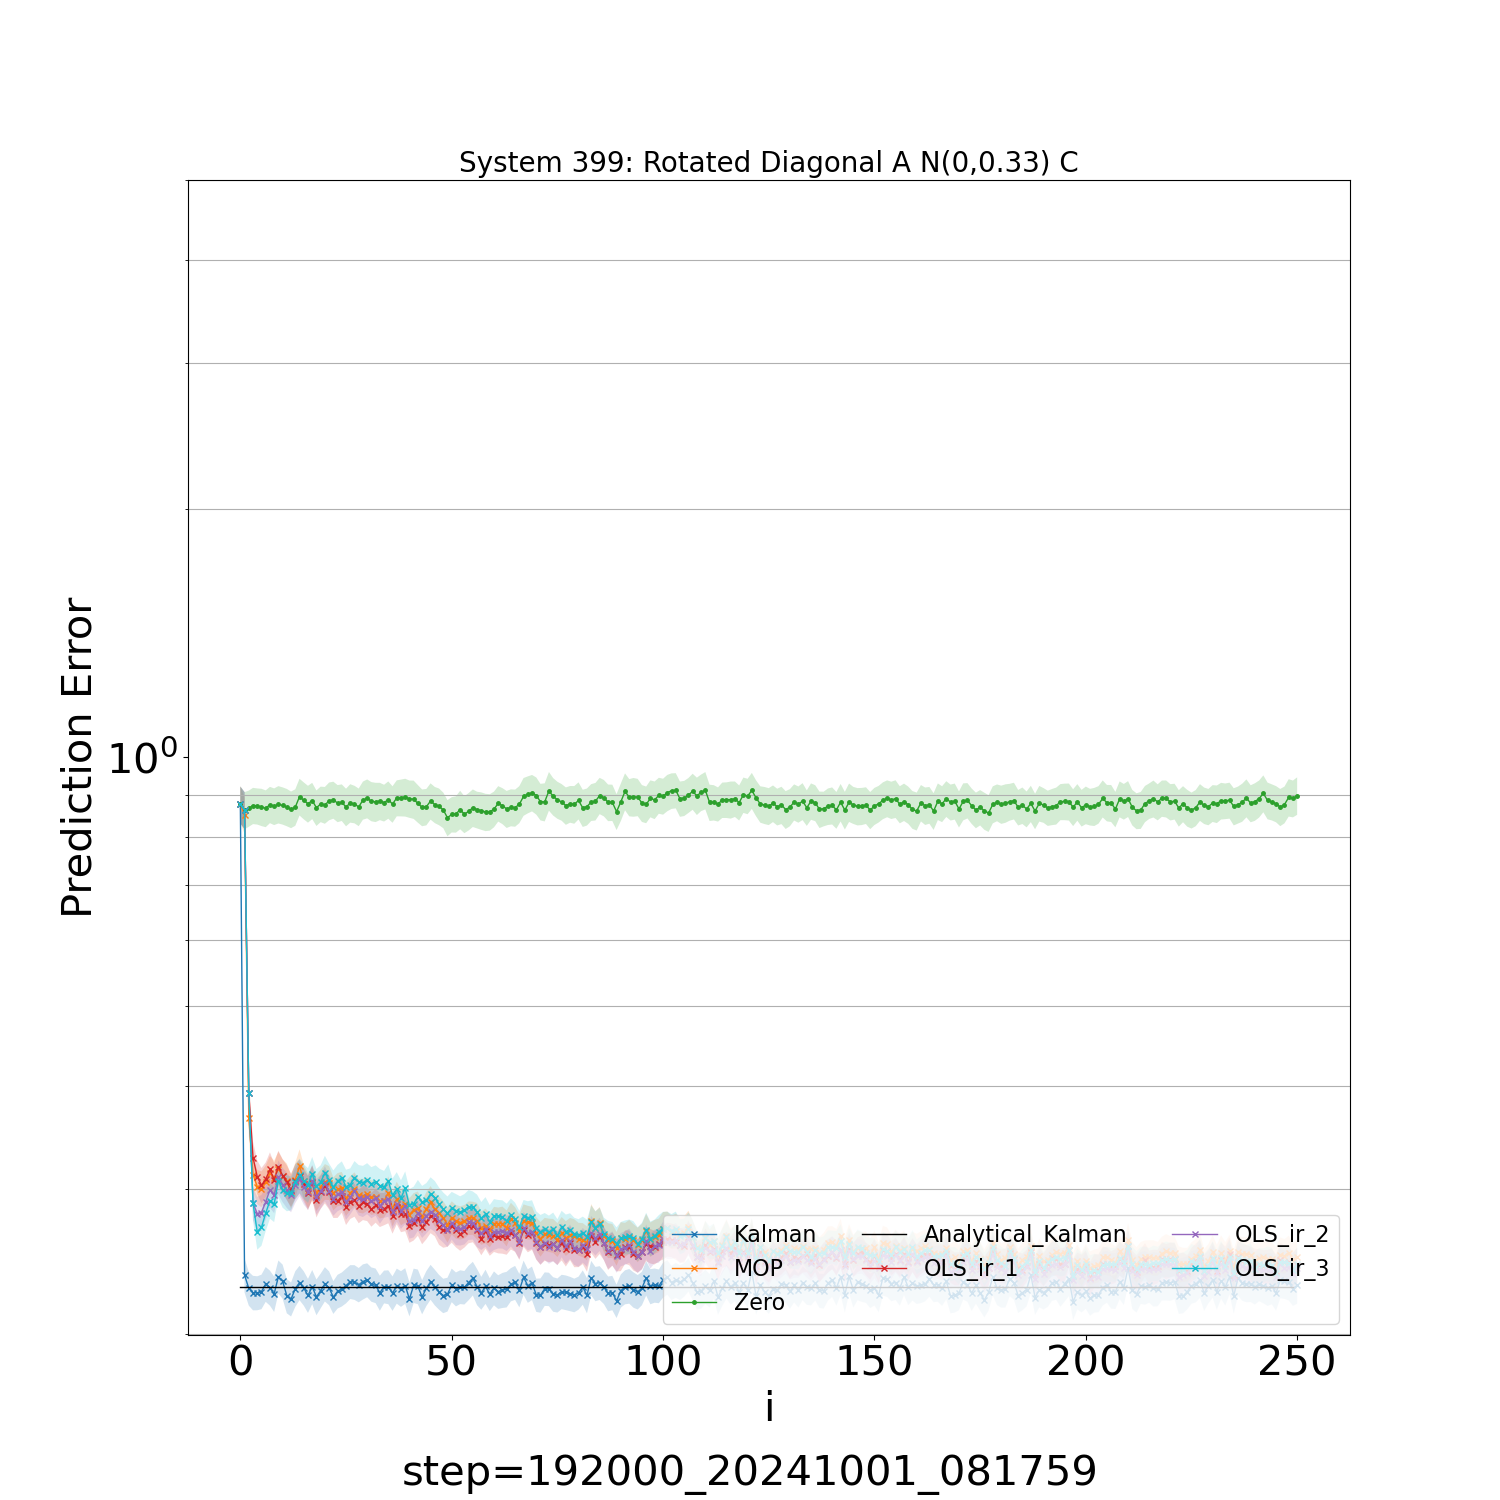 System 399: Rotated Diagonal A N(0,0.33) C
Prediction Error
10⁰
Kalman
MOP
Zero
Analytical_Kalman
OLS_ir_1
OLS_ir_2
OLS_ir_3
0 50 100 150 200 250
i
step=192000_20241001_081759